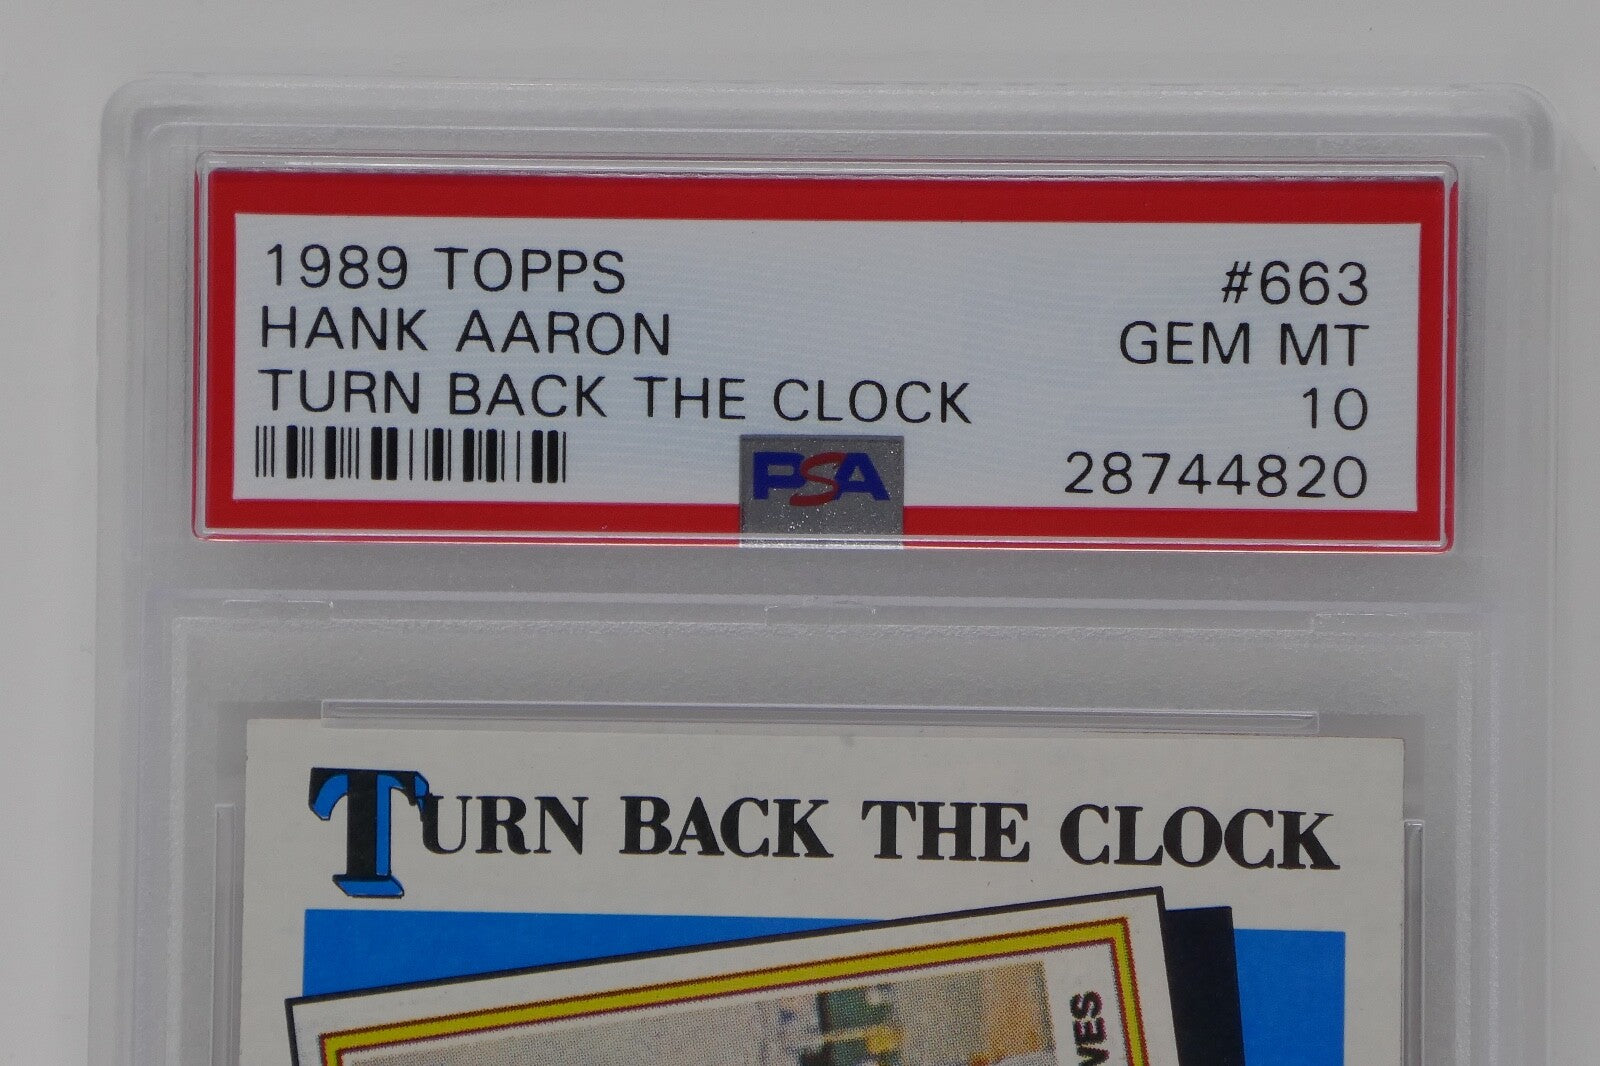 1989 TOPPS #663
HANK AARON GEM MT
TURN BACK THE CLOCK 10
PSA 28744820
TURN BACK THE CLOCK
VES